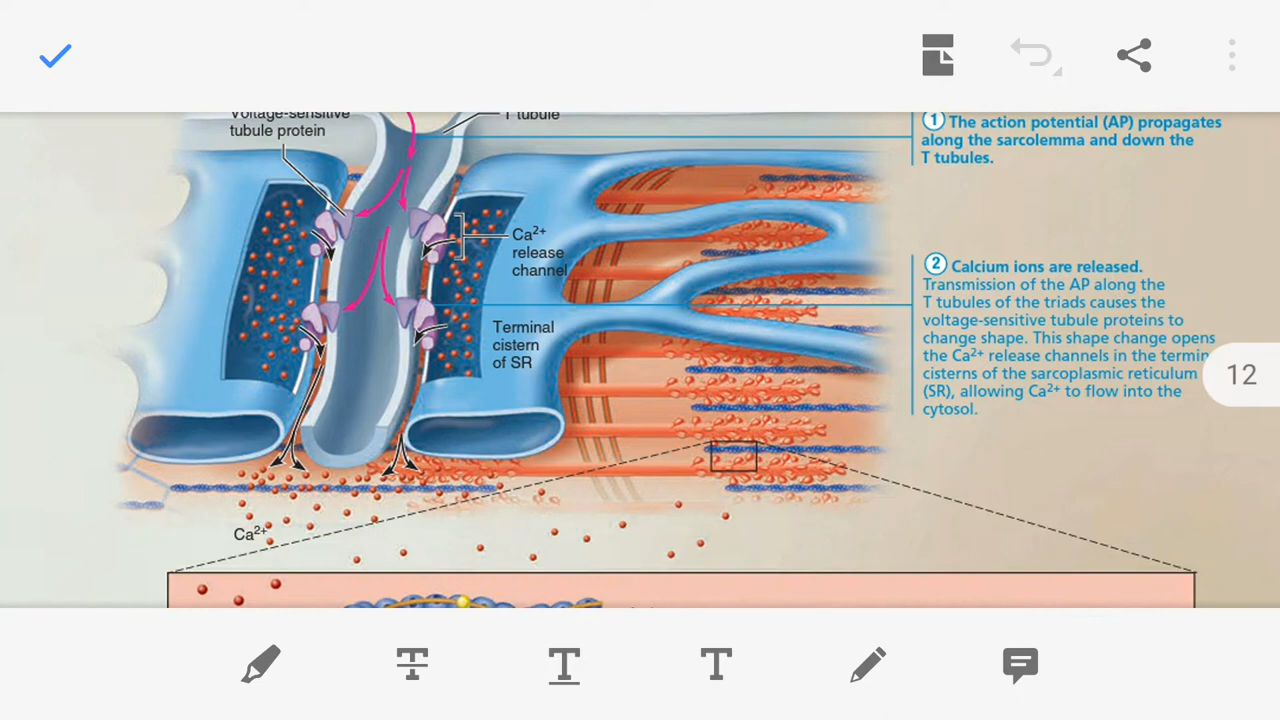 Voltage-sensitive
tubule protein
T tubule
Ca²⁺
release
channel
Terminal
cistern
of SR
Ca²⁺
1 The action potential (AP) propagates
along the sarcolemma and down the
T tubules.
2 Calcium ions are released.
Transmission of the AP along the
T tubules of the triads causes the
voltage-sensitive tubule proteins to
change shape. This shape change opens
the Ca²⁺ release channels in the termin
cisterns of the sarcoplasmic reticulum
(SR), allowing Ca²⁺ to flow into the
cytosol.
12
T
T
T